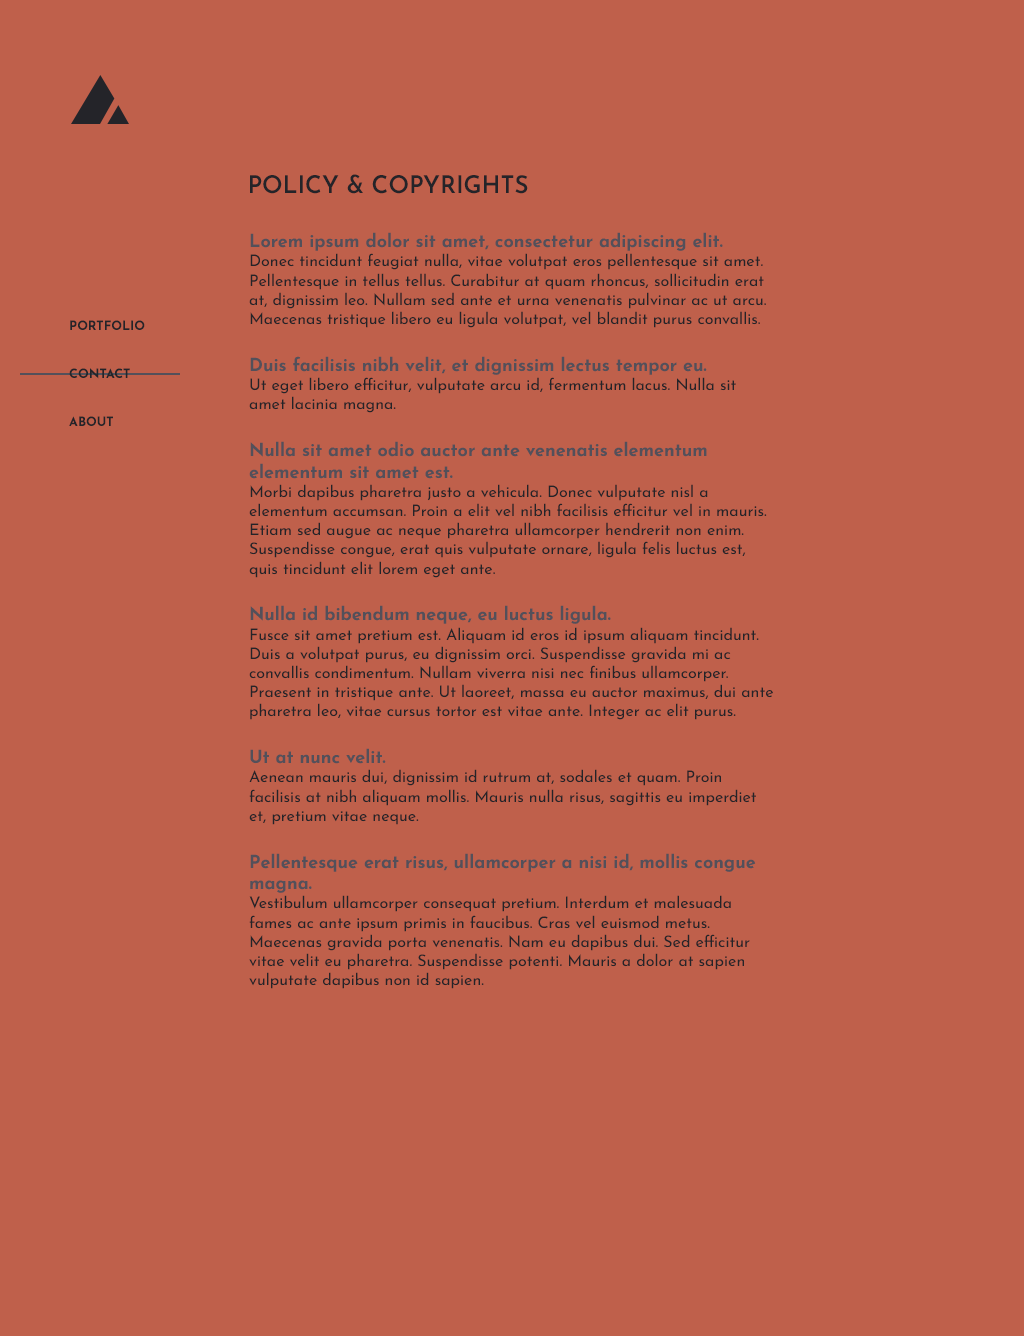 POLICY & COPYRIGHTS
PORTFOLIO
CONTACT
ABOUT
Lorem ipsum dolor sit amet, consectetur adipiscing elit.
Donec tincidunt feugiat nulla, vitae volutpat eros pellentesque sit amet.
Pellentesque in tellus tellus. Curabitur at quam rhoncus, sollicitudin erat
at, dignissim leo. Nullam sed ante et urna venenatis pulvinar ac ut arcu.
Maecenas tristique libero eu ligula volutpat, vel blandit purus convallis.
Duis facilisis nibh velit, et dignissim lectus tempor eu.
Ut eget libero efficitur, vulputate arcu id, fermentum lacus. Nulla sit
amet lacinia magna.
Nulla sit amet odio auctor ante venenatis elementum
elementum sit amet est.
Morbi dapibus pharetra justo a vehicula. Donec vulputate nisl a
elementum accumsan. Proin a elit vel nibh facilisis efficitur vel in mauris.
Etiam sed augue ac neque pharetra ullamcorper hendrerit non enim.
Suspendisse congue, erat quis vulputate ornare, ligula felis luctus est,
quis tincidunt elit lorem eget ante.
Nulla id bibendum neque, eu luctus ligula.
Fusce sit amet pretium est. Aliquam id eros id ipsum aliquam tincidunt.
Duis a volutpat purus, eu dignissim orci. Suspendisse gravida mi ac
convallis condimentum. Nullam viverra nisi nec finibus ullamcorper.
Praesent in tristique ante. Ut laoreet, massa eu auctor maximus, dui ante
pharetra leo, vitae cursus tortor est vitae ante. Integer ac elit purus.
Ut at nunc velit.
Aenean mauris dui, dignissim id rutrum at, sodales et quam. Proin
facilisis at nibh aliquam mollis. Mauris nulla risus, sagittis eu imperdiet
et, pretium vitae neque.
Pellentesque erat risus, ullamcorper a nisi id, mollis congue
magna.
Vestibulum ullamcorper consequat pretium. Interdum et malesuada
fames ac ante ipsum primis in faucibus. Cras vel euismod metus.
Maecenas gravida porta venenatis. Nam eu dapibus dui. Sed efficitur
vitae velit eu pharetra. Suspendisse potenti. Mauris a dolor at sapien
vulputate dapibus non id sapien.